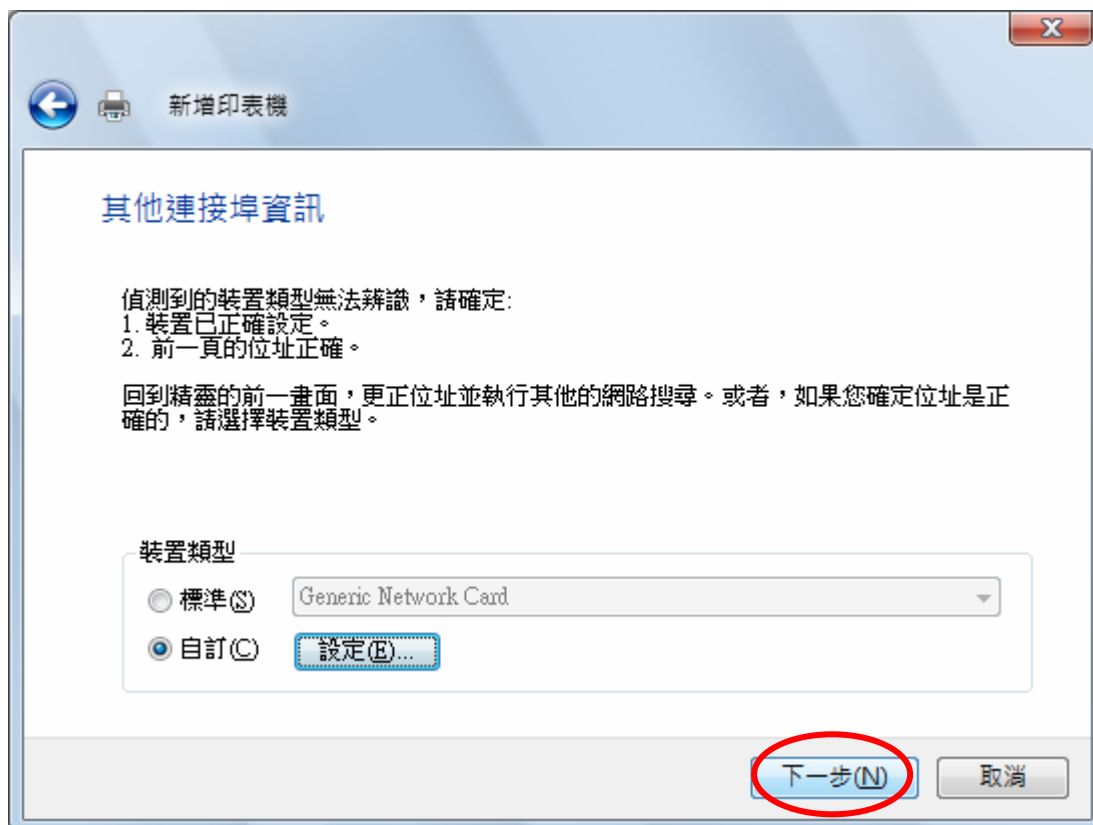 新增印表機
其他連接埠資訊
偵測到的裝置類型無法辨識，請確定:
1. 裝置已正確設定。
2. 前一頁的位址正確。
回到精靈的前一畫面，更正位址並執行其他的網路搜尋。或者，如果您確定位址是正
確的，請選擇裝置類型。
裝置類型
標準(S) Generic Network Card
自訂(C) 設定(E)...
下一步(N) 取消